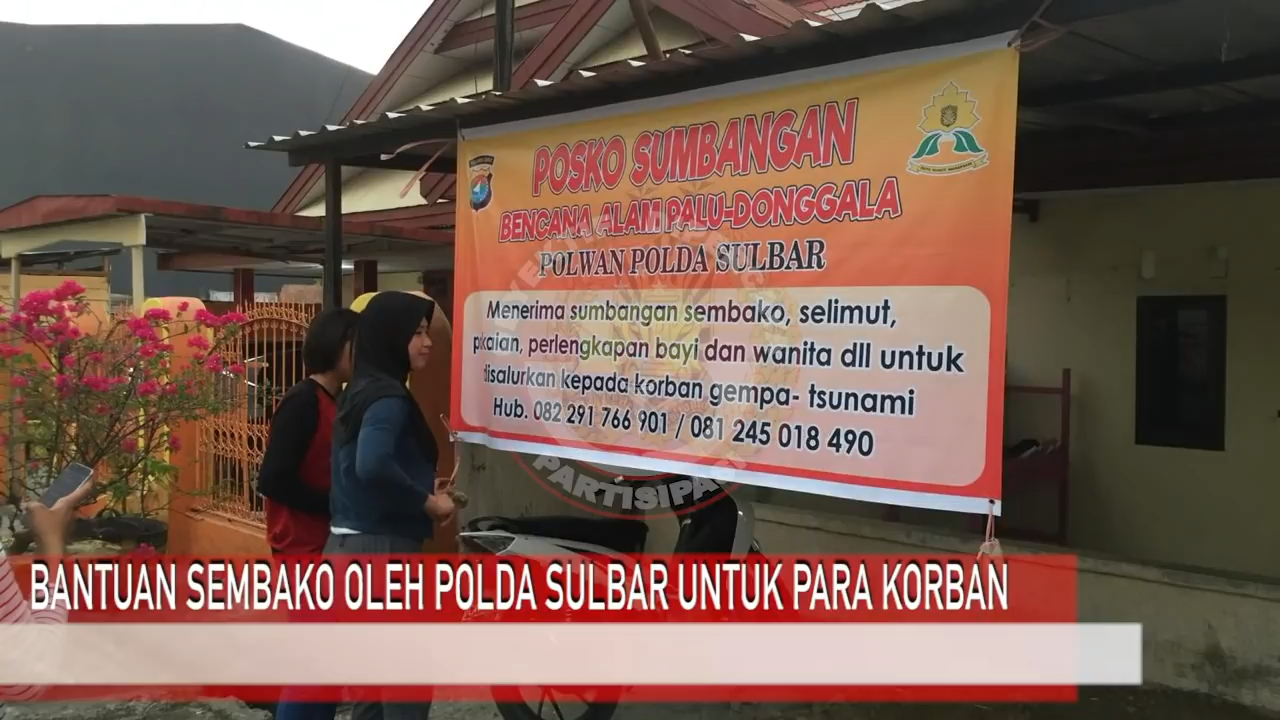 POSKO SUMBANGAN
BENCANA ALAM PALU-DONGGALA
POLWAN POLDA SULBAR
Menerima sumbangan sembako, selimut,
pkaian, perlengkapan bayi dan wanita dll untuk
disalurkan kepada korban gempa- tsunami
Hub. 082 291 766 901 / 081 245 018 490
PARTISIPASI
BANTUAN SEMBAKO OLEH POLDA SULBAR UNTUK PARA KORBAN